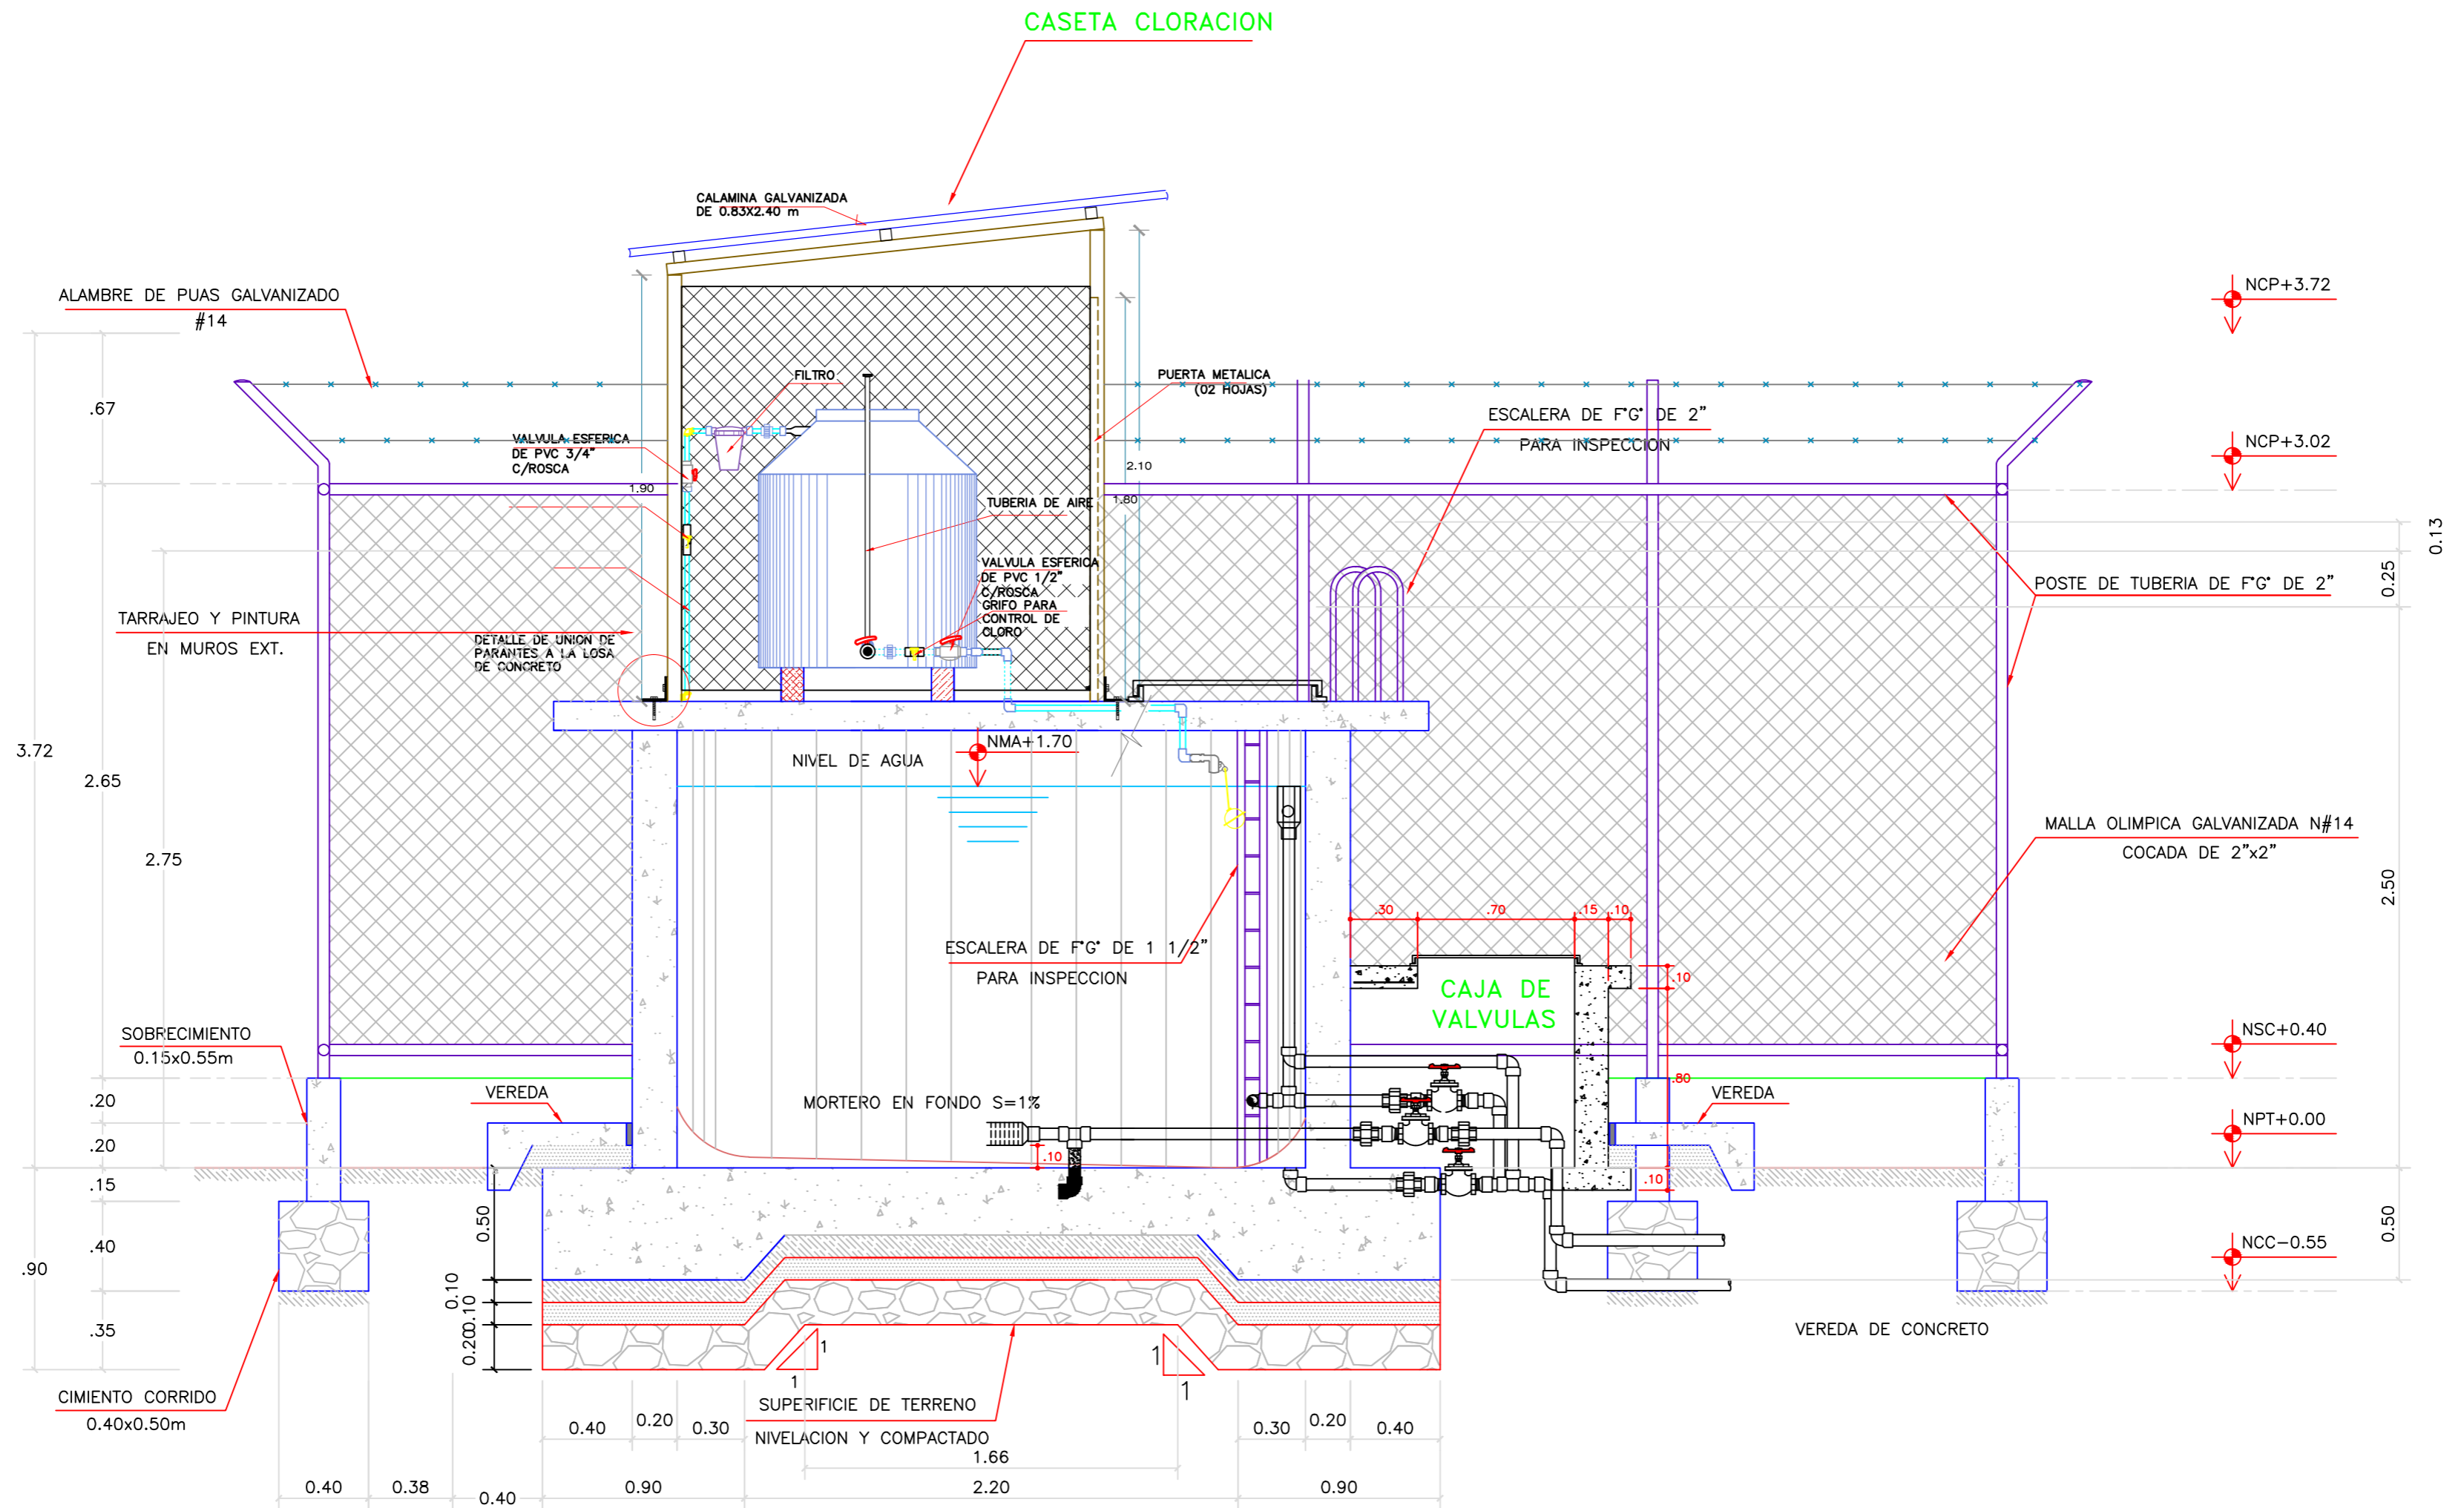 CASETA CLORACION
CALAMINA GALVANIZADA
DE 0.83X2.40 m
ALAMBRE DE PUAS GALVANIZADO
#14
NCP+3.72
FILTRO
PUERTA METALICA
(02 HOJAS)
ESCALERA DE F°G° DE 2"
PARA INSPECCION
NCP+3.02
.67
VALVULA ESFERICA
DE PVC 3/4"
C/ROSCA
1.90
2.10
1.80
TUBERIA DE AIRE
0.13
0.25
VALVULA ESFERICA
DE PVC 1/2"
C/ROSCA
GRIFO PARA
CONTROL DE
CLORO
POSTE DE TUBERIA DE F°G° DE 2"
TARRAJEO Y PINTURA
EN MUROS EXT.
DETALLE DE UNION DE
PARANTES A LA LOSA
DE CONCRETO
3.72
2.65
2.75
NMA+1.70
NIVEL DE AGUA
MALLA OLIMPICA GALVANIZADA N#14
COCADA DE 2"x2"
2.50
.30
.70
.15
.10
ESCALERA DE F°G° DE 1 1/2"
PARA INSPECCION
.10
CAJA DE
VALVULAS
SOBRECIMIENTO
0.15x0.55m
NSC+0.40
.80
VEREDA
VEREDA
.20
MORTERO EN FONDO S=1%
NPT+0.00
.20
.10
.10
.15
0.50
0.50
.40
.90
NCC-0.55
0.10
0.10
.35
0.20
1
1
1
1
VEREDA DE CONCRETO
CIMIENTO CORRIDO
0.40x0.50m
SUPERIFICIE DE TERRENO
NIVELACION Y COMPACTADO
0.40
0.20
0.30
0.30
0.20
0.40
1.66
0.40
0.38
0.40
0.90
2.20
0.90